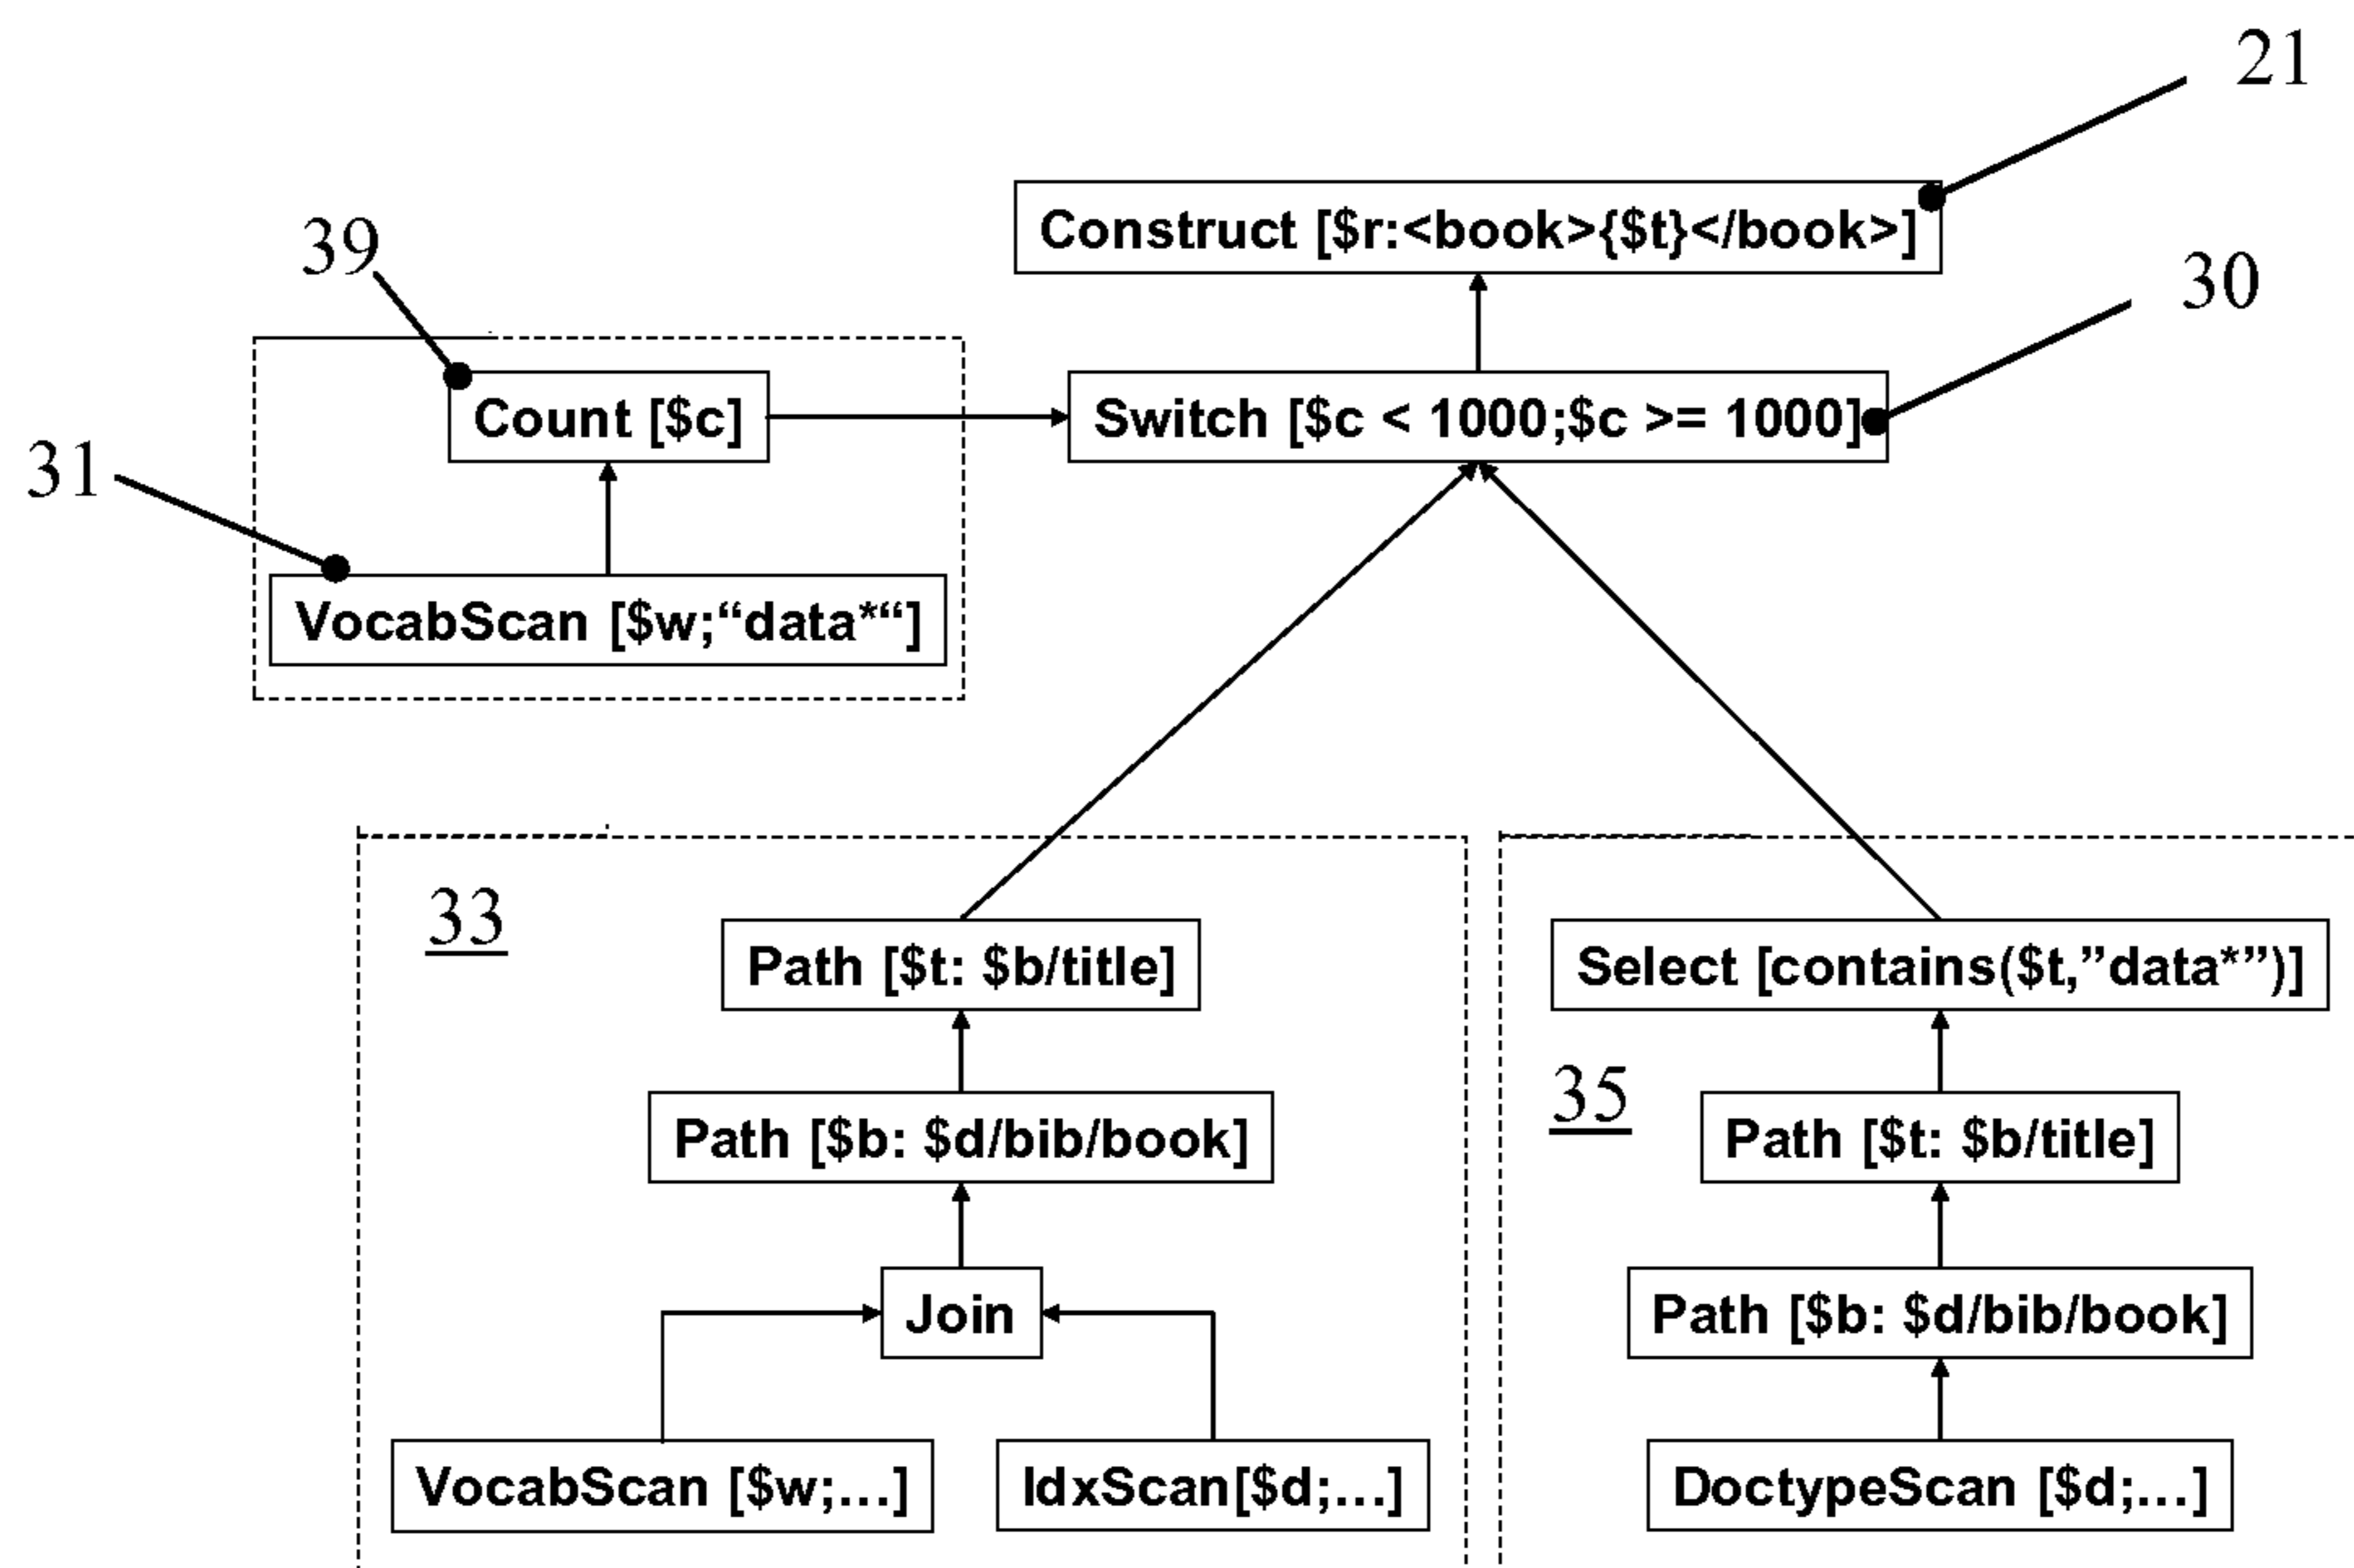 21
Construct [$r:<book>{$t}</book>]
39
30
Count [$c]
Switch [$c < 1000;$c >= 1000]
31
VocabScan [$w;“data*“]
33
Path [$t: $b/title]
Select [contains($t,”data*”)]
35
Path [$b: $d/bib/book]
Path [$t: $b/title]
Join
Path [$b: $d/bib/book]
VocabScan [$w;...]
IdxScan[$d;...]
DoctypeScan [$d;...]